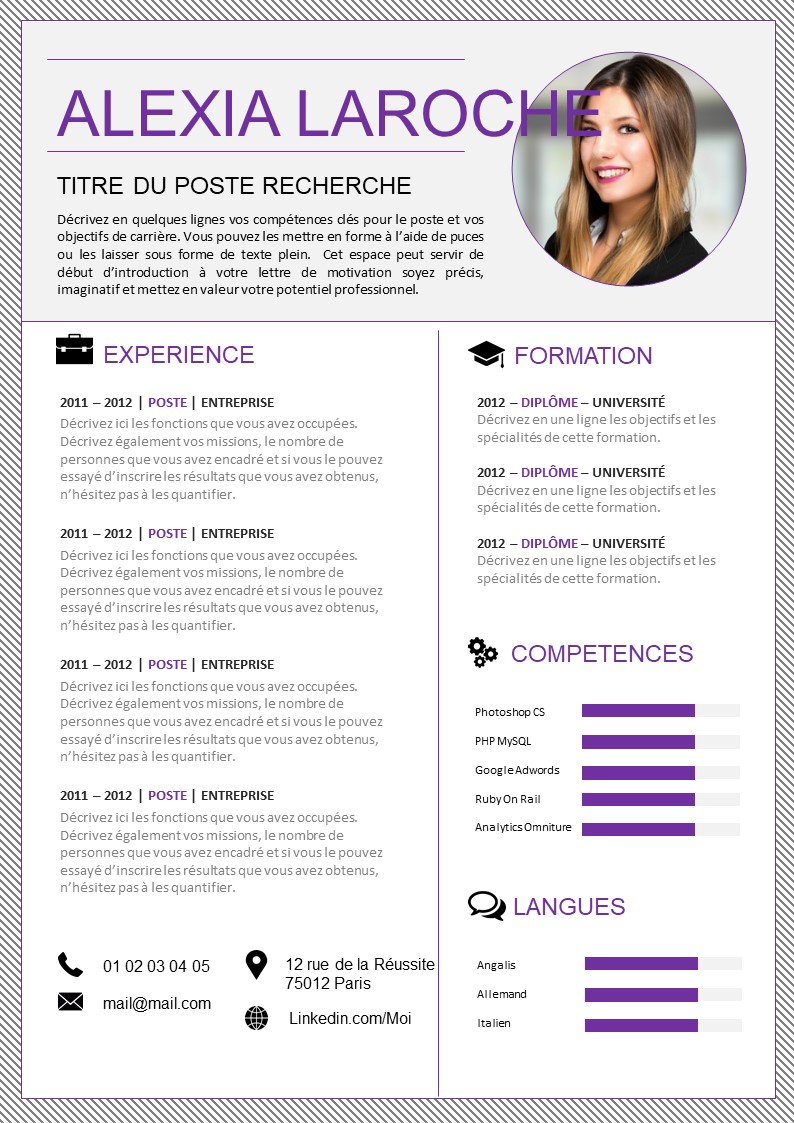 ALEXIA LAROCHE
TITRE DU POSTE RECHERCHE
Décrivez en quelques lignes vos compétences clés pour le poste et vos
objectifs de carrière. Vous pouvez les mettre en forme à l’aide de puces
ou les laisser sous forme de texte plein. Cet espace peut servir de
début d’introduction à votre lettre de motivation soyez précis,
imaginatif et mettez en valeur votre potentiel professionnel.
EXPERIENCE
2011 – 2012 | POSTE | ENTREPRISE
Décrivez ici les fonctions que vous avez occupées.
Décrivez également vos missions, le nombre de
personnes que vous avez encadré et si vous le pouvez
essayé d’inscrire les résultats que vous avez obtenus,
n’hésitez pas à les quantifier.
2011 – 2012 | POSTE | ENTREPRISE
Décrivez ici les fonctions que vous avez occupées.
Décrivez également vos missions, le nombre de
personnes que vous avez encadré et si vous le pouvez
essayé d’inscrire les résultats que vous avez obtenus,
n’hésitez pas à les quantifier.
2011 – 2012 | POSTE | ENTREPRISE
Décrivez ici les fonctions que vous avez occupées.
Décrivez également vos missions, le nombre de
personnes que vous avez encadré et si vous le pouvez
essayé d’inscrire les résultats que vous avez obtenus,
n’hésitez pas à les quantifier.
2011 – 2012 | POSTE | ENTREPRISE
Décrivez ici les fonctions que vous avez occupées.
Décrivez également vos missions, le nombre de
personnes que vous avez encadré et si vous le pouvez
essayé d’inscrire les résultats que vous avez obtenus,
n’hésitez pas à les quantifier.
01 02 03 04 05
mail@mail.com
12 rue de la Réussite
75012 Paris
Linkedin.com/Moi
FORMATION
2012 – DIPLÔME – UNIVERSITÉ
Décrivez en une ligne les objectifs et les
spécialités de cette formation.
2012 – DIPLÔME – UNIVERSITÉ
Décrivez en une ligne les objectifs et les
spécialités de cette formation.
2012 – DIPLÔME – UNIVERSITÉ
Décrivez en une ligne les objectifs et les
spécialités de cette formation.
COMPETENCES
Photoshop CS
PHP MySQL
Google Adwords
Ruby On Rail
Analytics Omniture
LANGUES
Angalis
Allemand
Italien